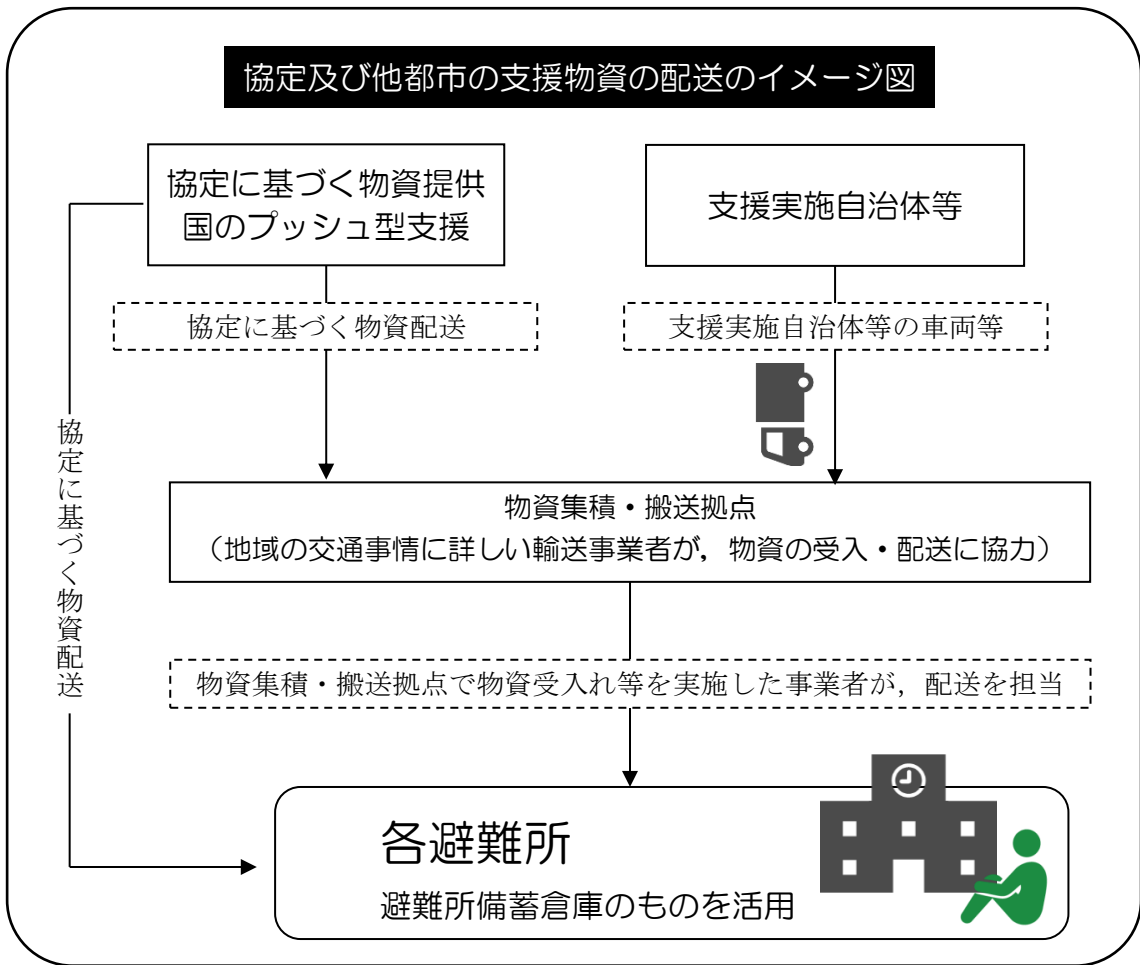 協定及び他都市の支援物資の配送のイメージ図
協定に基づく物資提供
国のプッシュ型支援
支援実施自治体等
協定に基づく物資配送
支援実施自治体等の車両等
協定に基づく物資配送
物資集積・搬送拠点
（地域の交通事情に詳しい輸送事業者が，物資の受入・配送に協力）
物資集積・搬送拠点で物資受入れ等を実施した事業者が，配送を担当
各避難所
避難所備蓄倉庫のものを活用